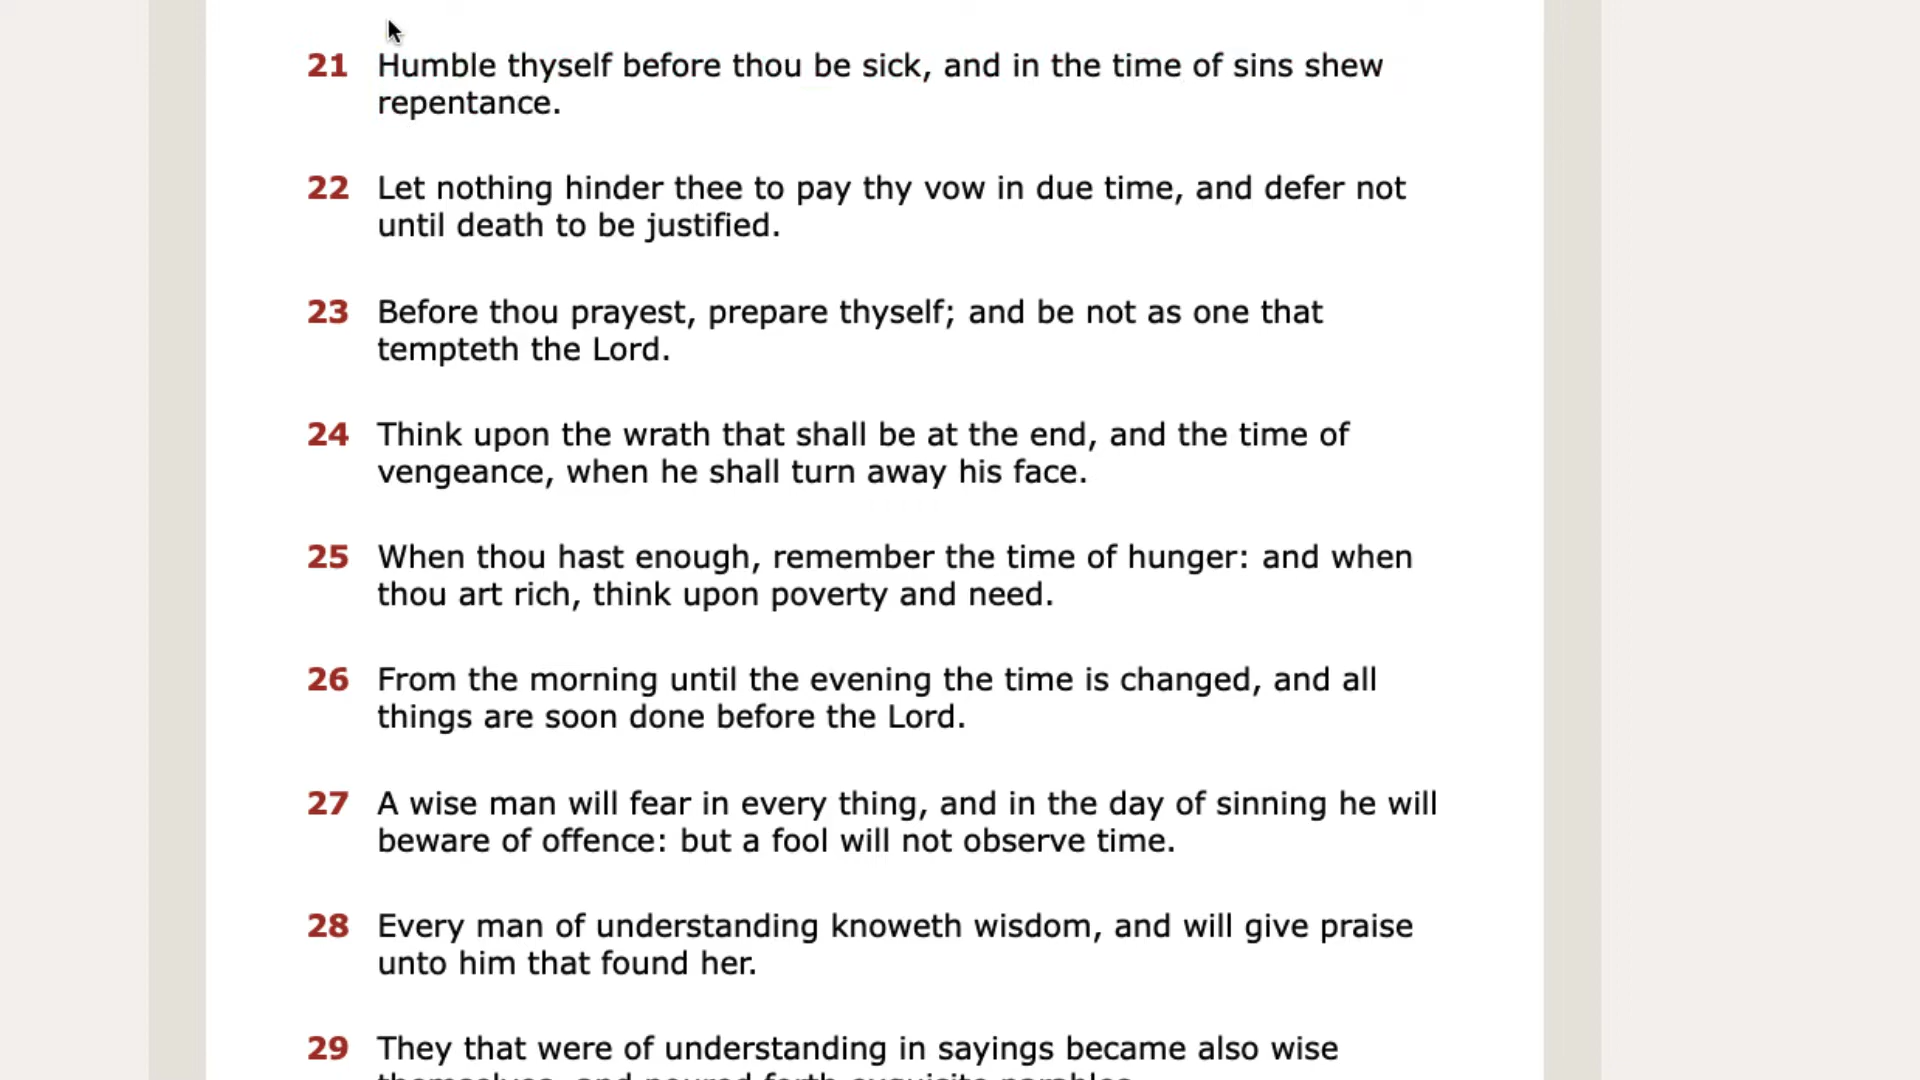 21 Humble thyself before thou be sick, and in the time of sins shew
repentance.
22 Let nothing hinder thee to pay thy vow in due time, and defer not
until death to be justified.
23 Before thou prayest, prepare thyself; and be not as one that
tempteth the Lord.
24 Think upon the wrath that shall be at the end, and the time of
vengeance, when he shall turn away his face.
25 When thou hast enough, remember the time of hunger: and when
thou art rich, think upon poverty and need.
26 From the morning until the evening the time is changed, and all
things are soon done before the Lord.
27 A wise man will fear in every thing, and in the day of sinning he will
beware of offence: but a fool will not observe time.
28 Every man of understanding knoweth wisdom, and will give praise
unto him that found her.
29 They that were of understanding in sayings became also wise
themselves, and poured forth exquisite parables.